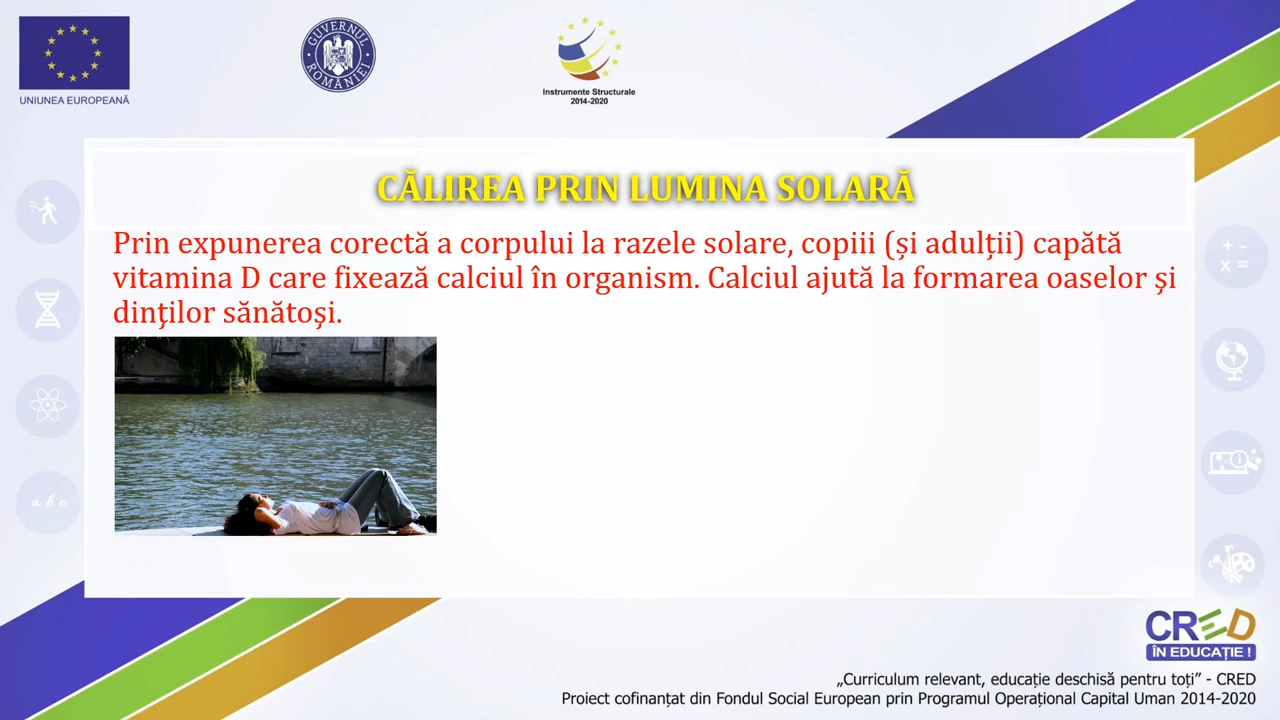 UNIUNEA EUROPEANĂ
GUVERNUL ROMÂNIEI
Instrumente Structurale
2014-2020
CĂLIREA PRIN LUMINA SOLARĂ
Prin expunerea corectă a corpului la razele solare, copiii (și adulții) capătă
vitamina D care fixează calciul în organism. Calciul ajută la formarea oaselor şi
dinților sănătoşi.
+ -
x =
a b c
CRED
ÎN EDUCAȚIE !
„Curriculum relevant, educație deschisă pentru toți” - CRED
Proiect cofinanțat din Fondul Social European prin Programul Operațional Capital Uman 2014-2020